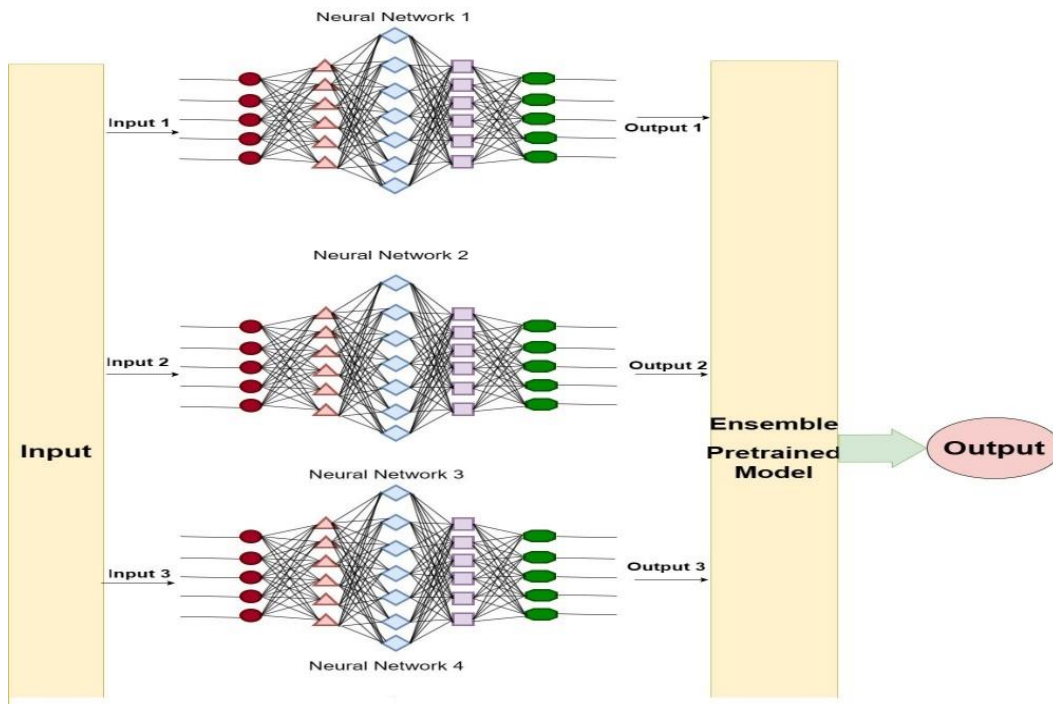 Neural Network 1
Input 1
Output 1
Neural Network 2
Input 2
Output 2
Input
Ensemble
Pretrained
Model
Output
Neural Network 3
Input 3
Output 3
Neural Network 4